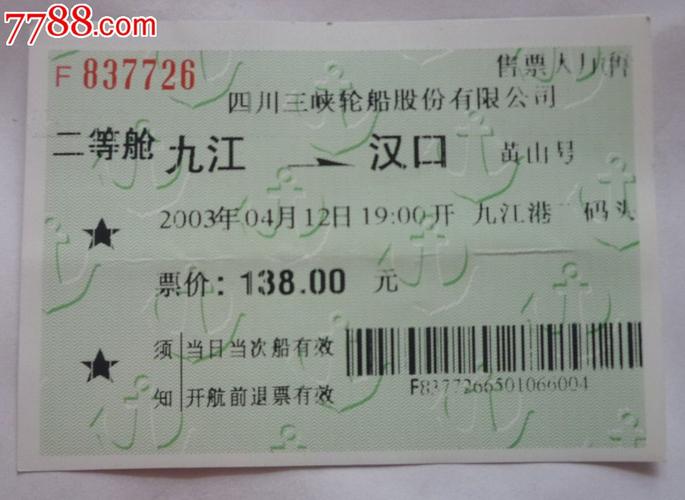 7788.com
F 837726
售票人
四川三峡轮船股份有限公司
二等舱 九江 汉口 黄山号
2003年04月12日 19:00开 九江港二码头
票价：138.00 元
须 当日当次船有效
知 开航前退票有效
F8377266501066004